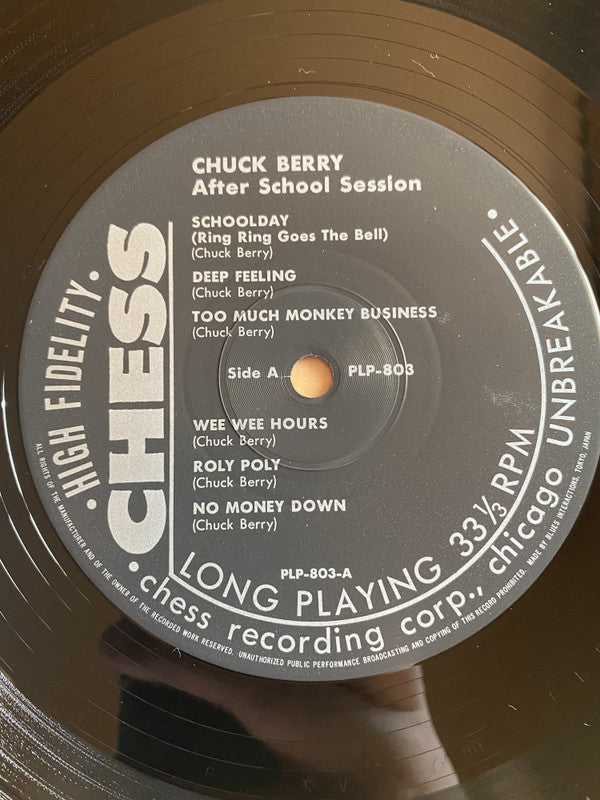 CHUCK BERRY
After School Session
SCHOOLDAY
(Ring Ring Goes The Bell)
(Chuck Berry)
DEEP FEELING
(Chuck Berry)
TOO MUCH MONKEY BUSINESS
(Chuck Berry)
Side A
PLP-803
WEE WEE HOURS
(Chuck Berry)
ROLY POLY
(Chuck Berry)
NO MONEY DOWN
(Chuck Berry)
PLP-803-A
• HIGH FIDELITY •
CHESS
LONG PLAYING 33⅓ RPM
• chess recording corp., chicago UNBREAKABLE •
ALL RIGHTS OF THE MANUFACTURER AND OF THE OWNER OF THE RECORDED WORK RESERVED. UNAUTHORIZED PUBLIC PERFORMANCE BROADCASTING AND COPYING OF THIS RECORD PROHIBITED. MADE BY BLUES INTERACTIONS, TOKYO, JAPAN